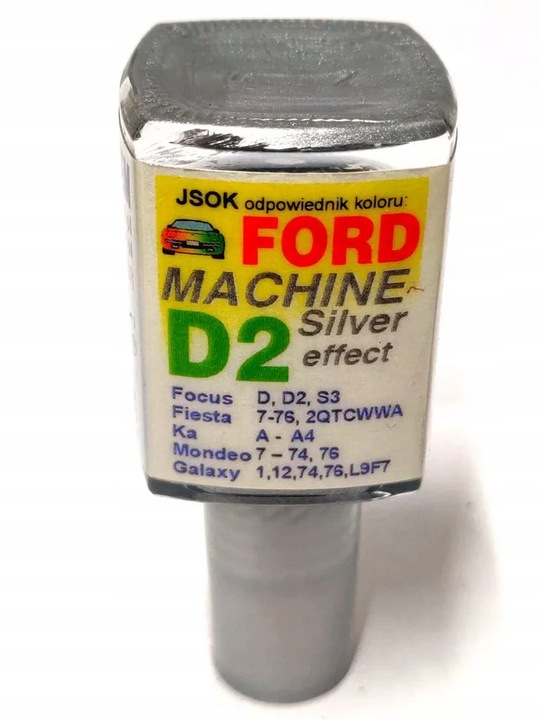 JSOK odpowiednik koloru:
FORD
MACHINE
D2 Silver
effect
Focus D, D2, S3
Fiesta 7-76, 2QTCWWA
Ka A - A4
Mondeo 7 – 74, 76
Galaxy 1,12,74,76,L9F7